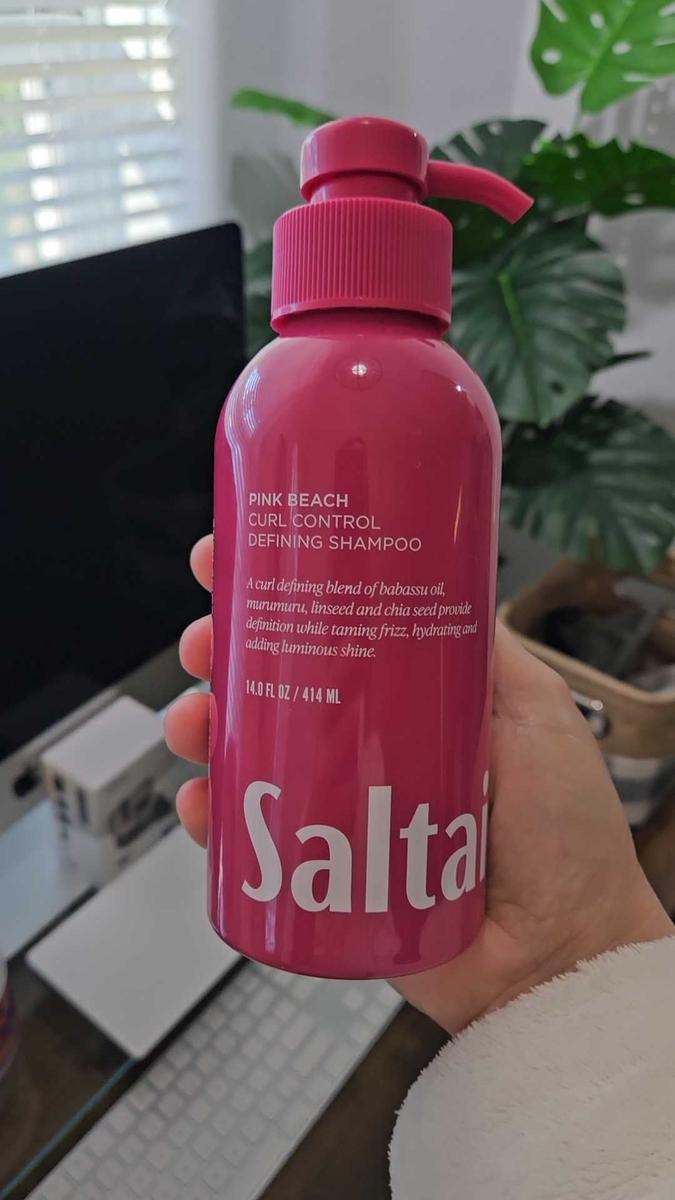 PINK BEACH
CURL CONTROL
DEFINING SHAMPOO
A curl defining blend of babassu oil,
murumuru, linseed and chia seed provide
definition while taming frizz, hydrating and
adding luminous shine.
14.0 FL OZ / 414 ML
Saltai